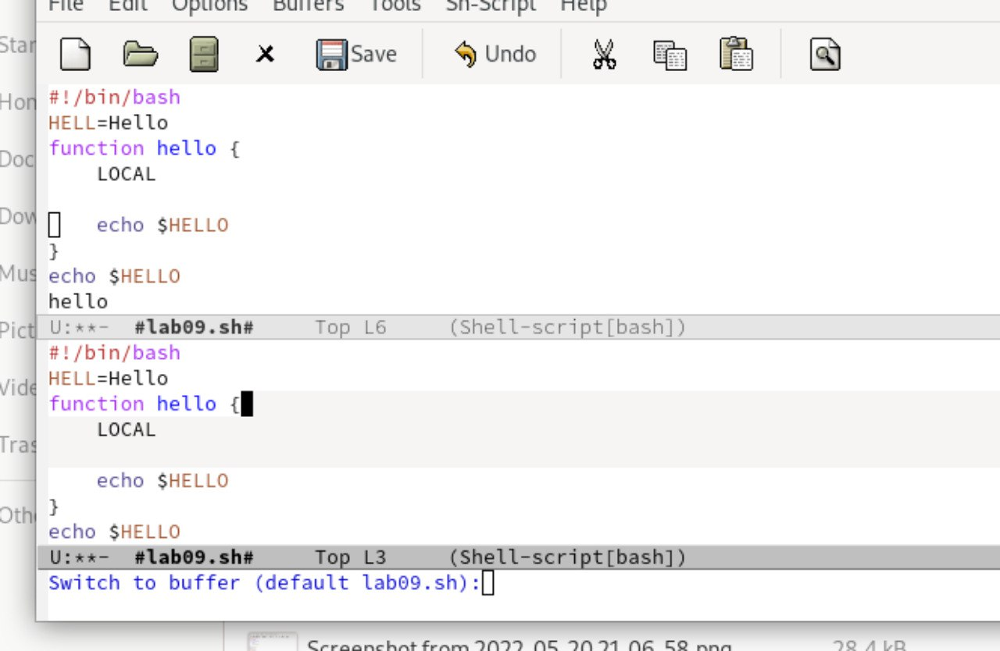 File Edit Options Buffers Tools Sh-Script Help
Save Undo
#!/bin/bash
HELL=Hello
function hello {
    LOCAL
    echo $HELLO
}
echo $HELLO
hello
U:**-  #lab09.sh#     Top L6     (Shell-script[bash])
#!/bin/bash
HELL=Hello
function hello {
    LOCAL
    echo $HELLO
}
echo $HELLO
U:**-  #lab09.sh#     Top L3     (Shell-script[bash])
Switch to buffer (default lab09.sh):
Star
Hom
Doc
Dow
Mus
Pict
Vide
Tras
Othe
Screenshot from 2022-05-20 21-06-58.png 28.4 kB